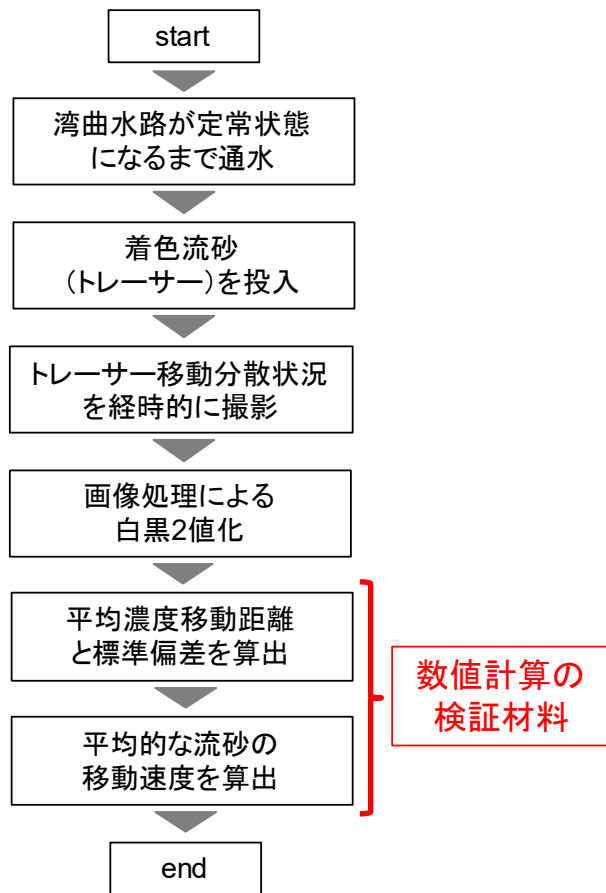 start
湾曲水路が定常状態
になるまで通水
着色流砂
(トレーサー)を投入
トレーサー移動分散状況
を経時的に撮影
画像処理による
白黒2値化
平均濃度移動距離
と標準偏差を算出
平均的な流砂の
移動速度を算出
数値計算の
検証材料
end